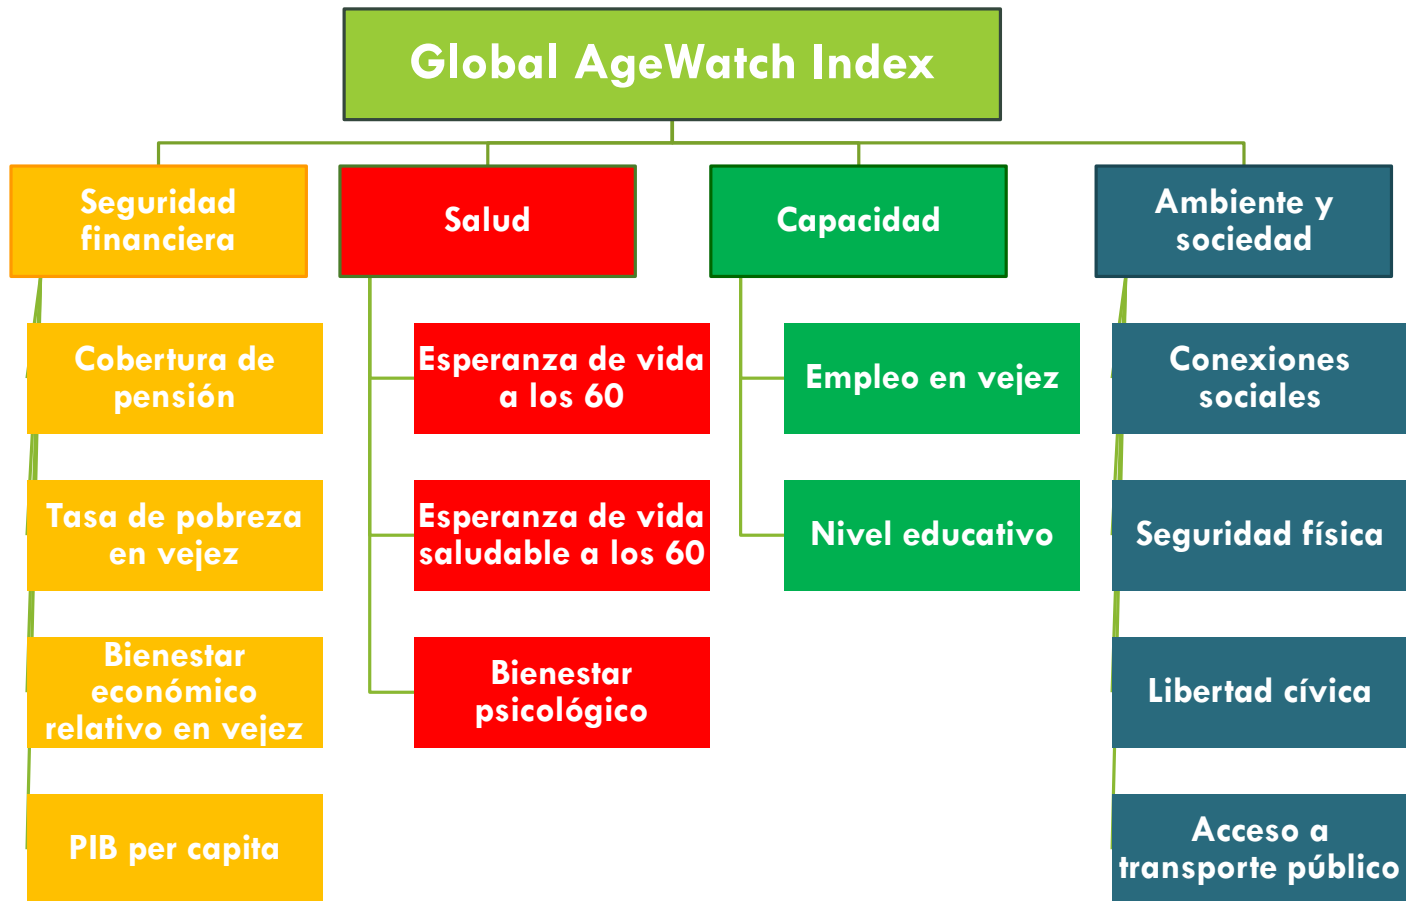 Global AgeWatch Index
Seguridad
financiera
Salud
Capacidad
Ambiente y
sociedad
Cobertura de
pensión
Esperanza de vida
a los 60
Empleo en vejez
Conexiones
sociales
Tasa de pobreza
en vejez
Esperanza de vida
saludable a los 60
Nivel educativo
Seguridad física
Bienestar
económico
relativo en vejez
Bienestar
psicológico
Libertad cívica
PIB per capita
Acceso a
transporte público